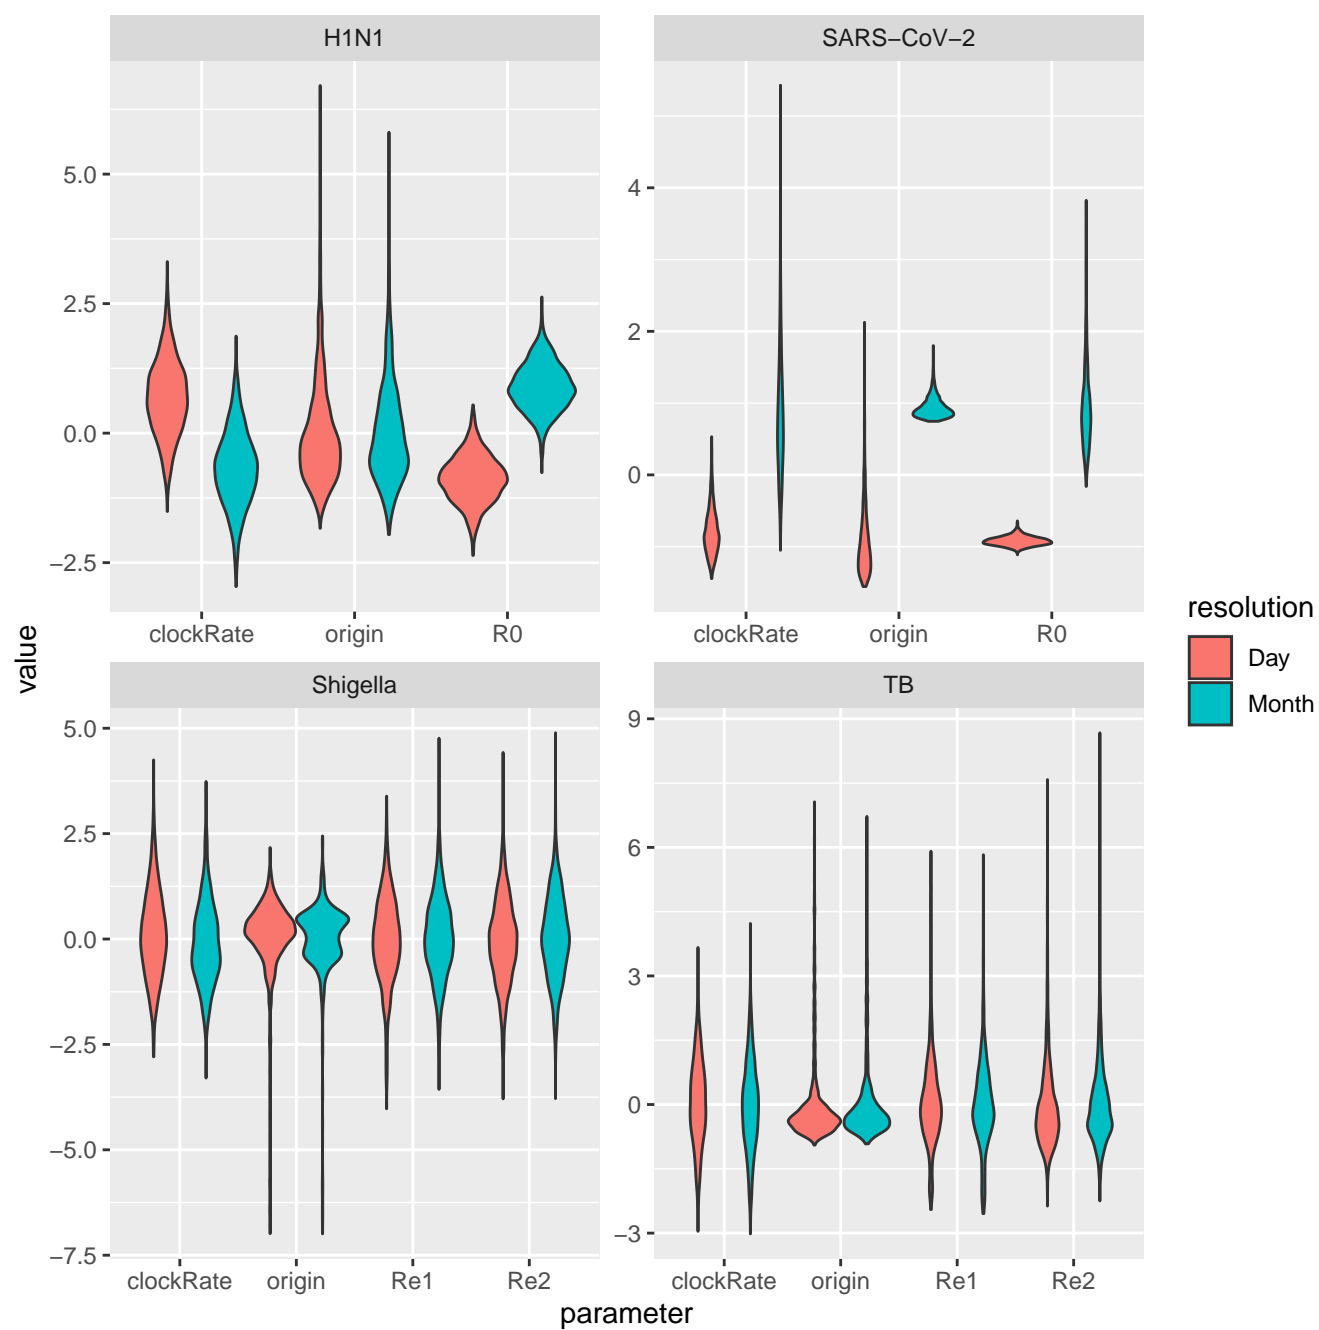 H1N1
SARS−CoV−2
5.0
2.5
0.0
−2.5
4
2
0
clockRate origin R0
clockRate origin R0
value
resolution
Day
Month
Shigella
TB
5.0
2.5
0.0
−2.5
−5.0
−7.5
9
6
3
0
−3
clockRate origin Re1 Re2
clockRate origin Re1 Re2
parameter